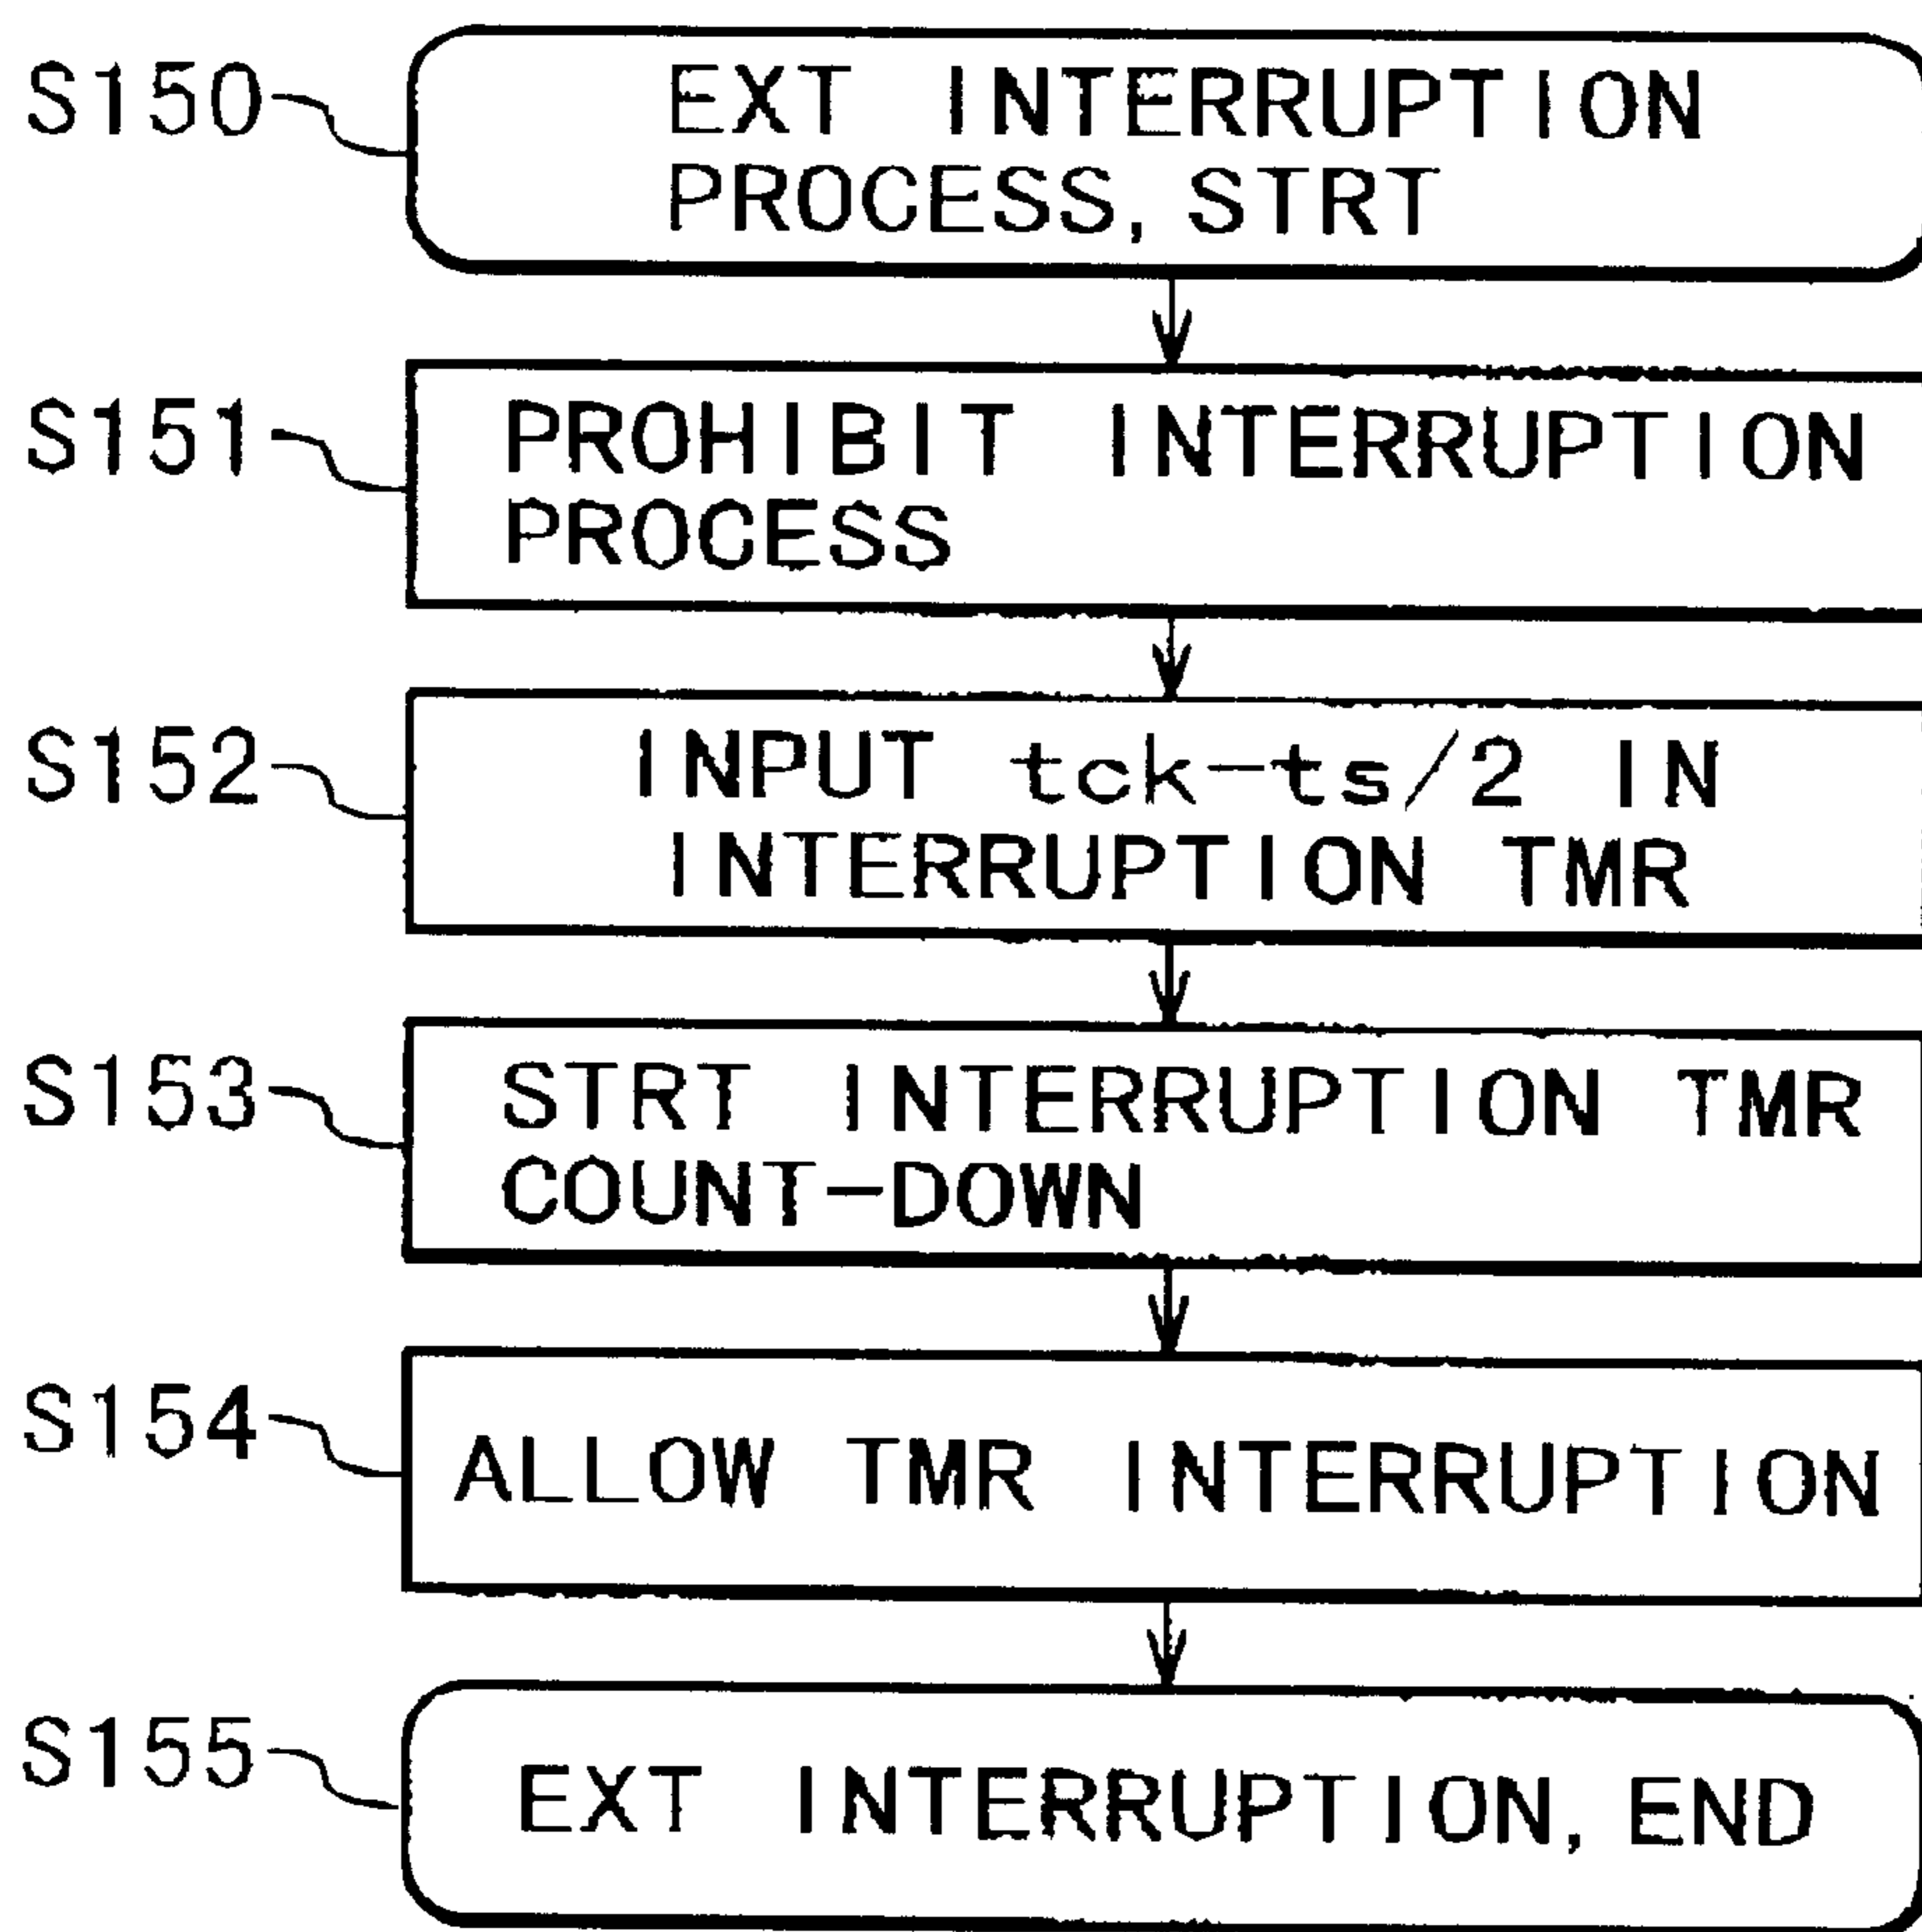 S150
EXT INTERRUPTION
PROCESS, STRT
S151
PROHIBIT INTERRUPTION
PROCESS
S152
INPUT tck-ts/2 IN
INTERRUPTION TMR
S153
STRT INTERRUPTION TMR
COUNT-DOWN
S154
ALLOW TMR INTERRUPTION
S155
EXT INTERRUPTION, END